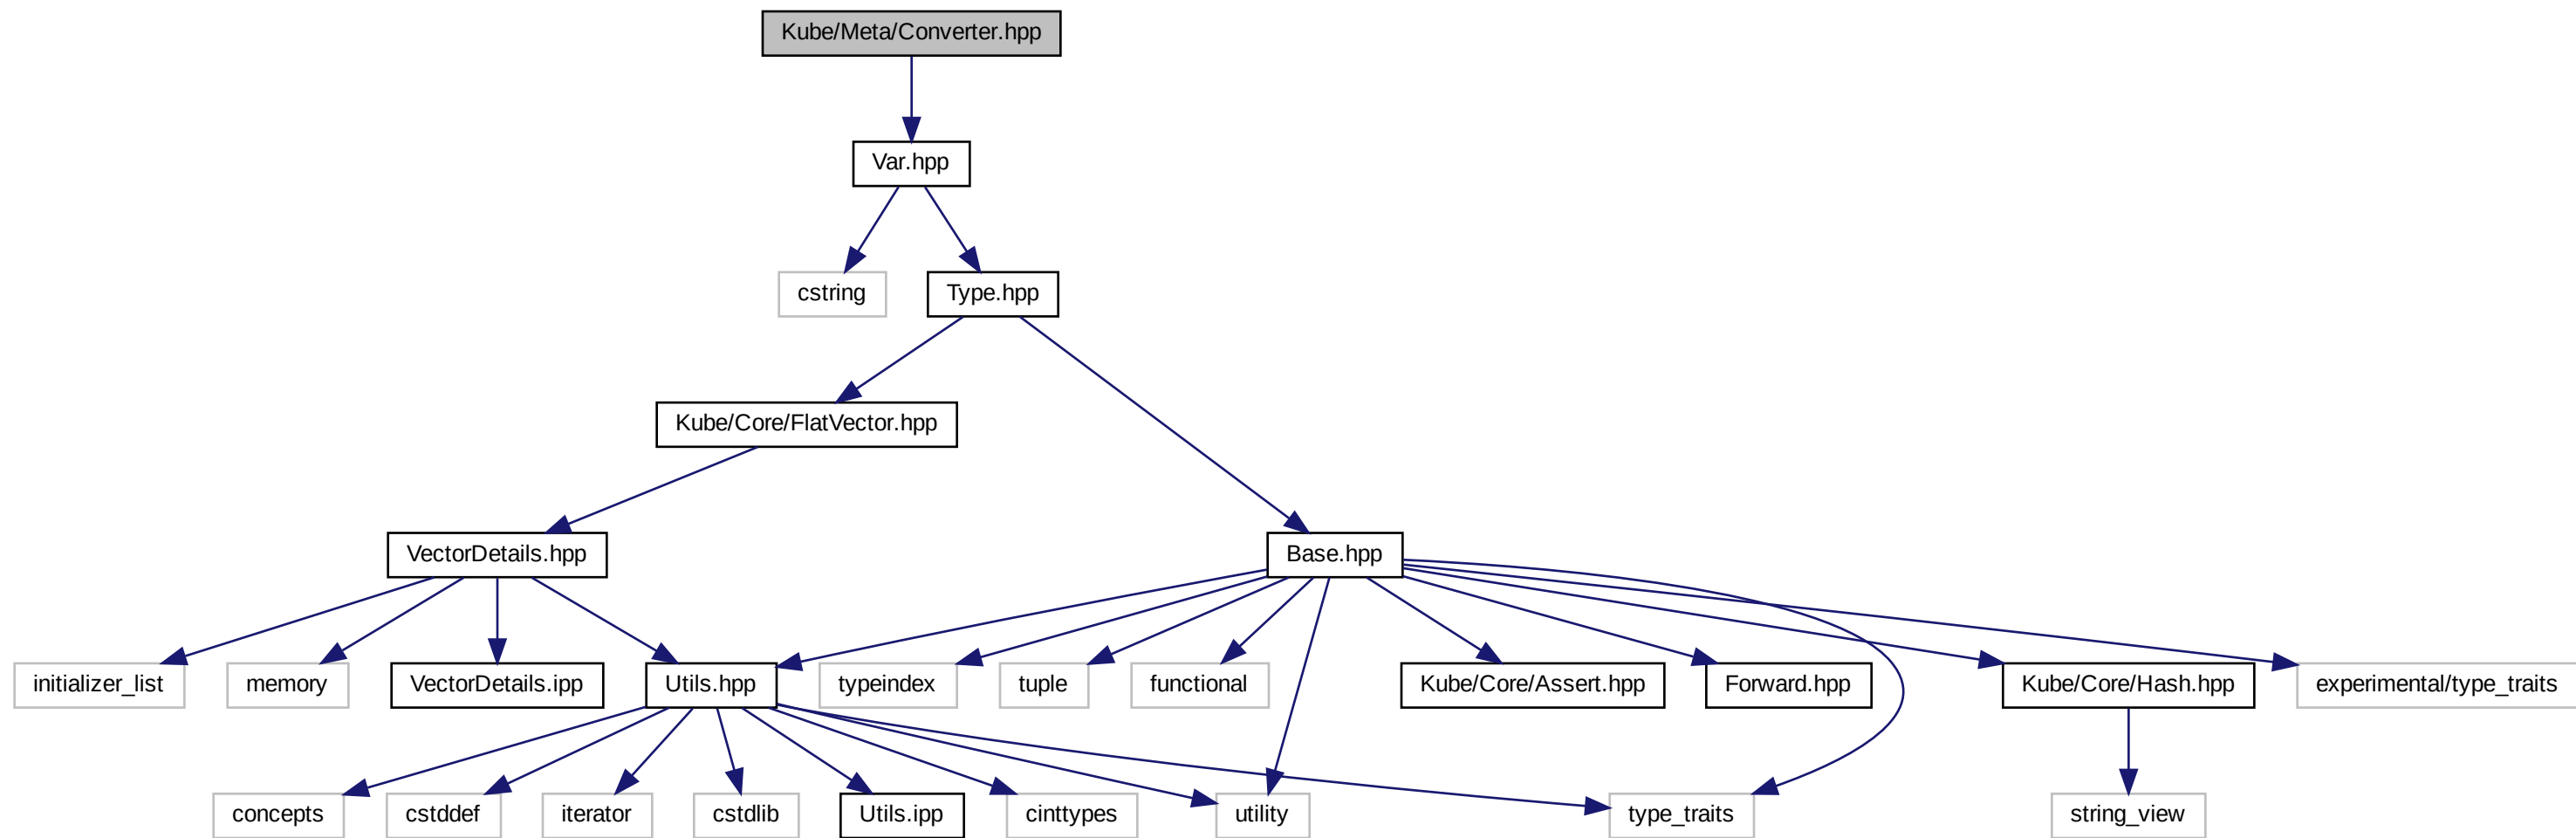 Kube/Meta/Converter.hpp
Var.hpp
cstring
Type.hpp
Kube/Core/FlatVector.hpp
VectorDetails.hpp
Base.hpp
initializer_list
memory
VectorDetails.ipp
Utils.hpp
typeindex
tuple
functional
Kube/Core/Assert.hpp
Forward.hpp
Kube/Core/Hash.hpp
experimental/type_traits
concepts
cstddef
iterator
cstdlib
Utils.ipp
cinttypes
utility
type_traits
string_view